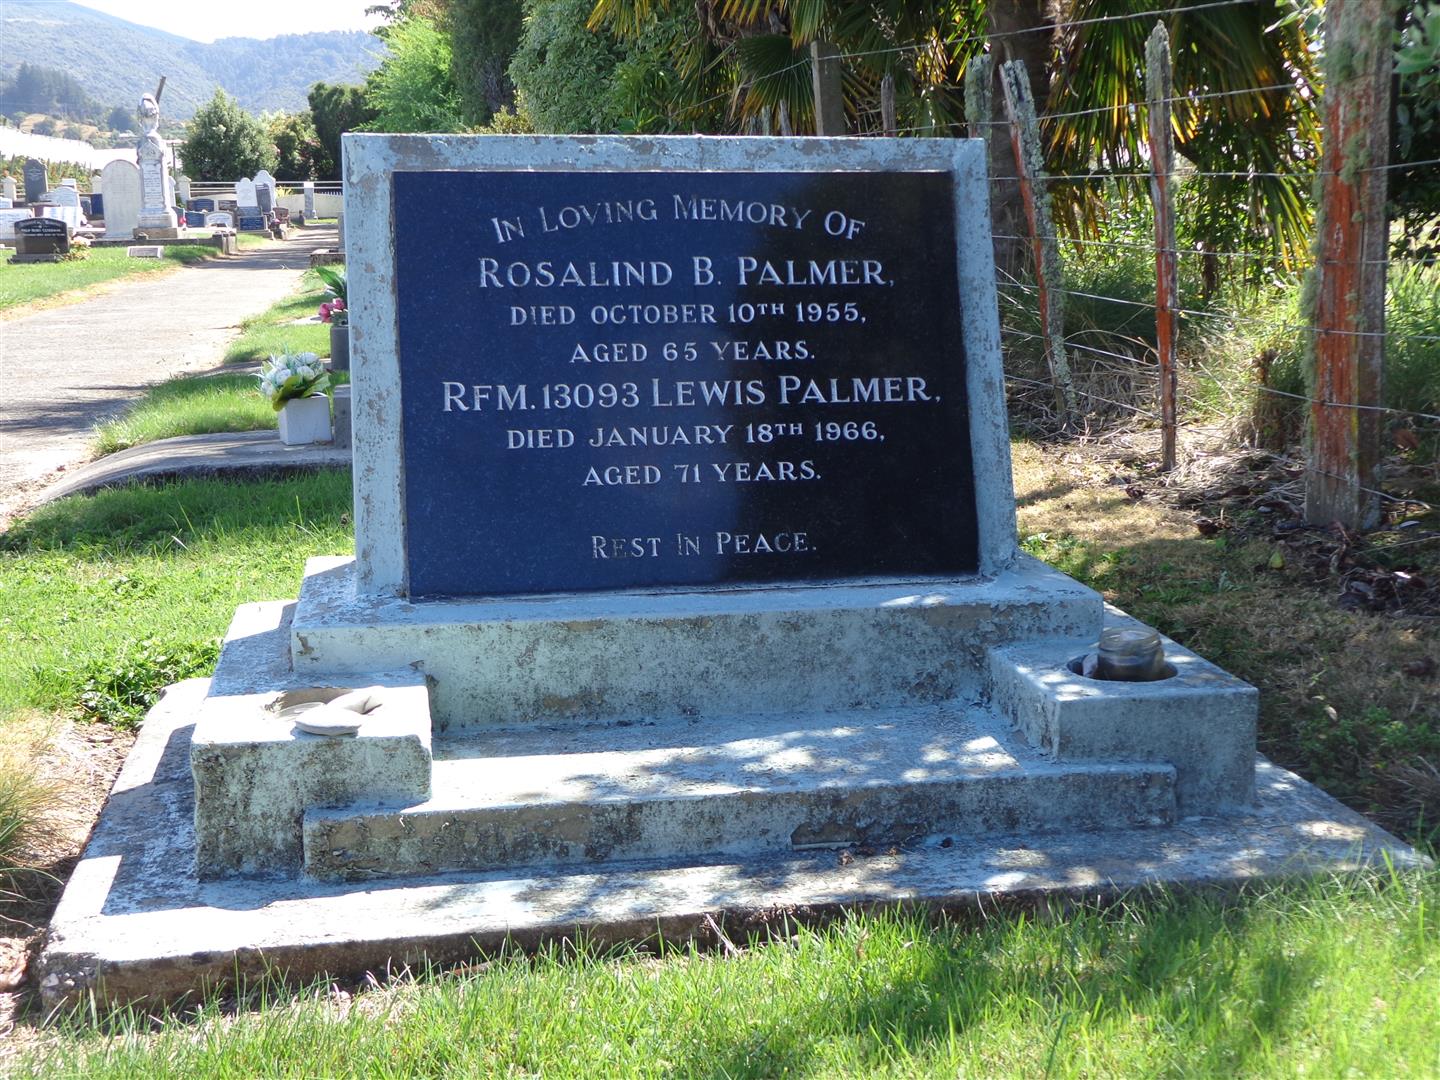 IN LOVING MEMORY OF
ROSALIND B. PALMER,
DIED OCTOBER 10TH 1955,
AGED 65 YEARS.
RFM. 13093 LEWIS PALMER,
DIED JANUARY 18TH 1966,
AGED 71 YEARS.
REST IN PEACE.